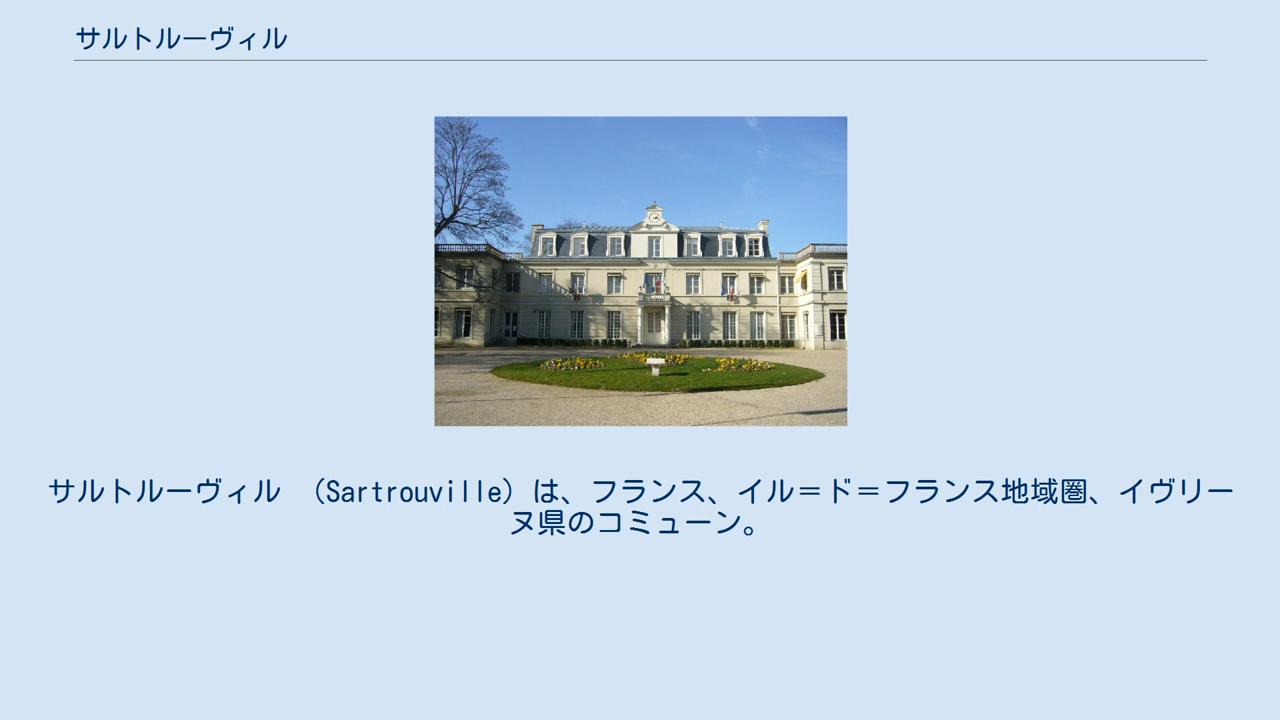 サルトルーヴィル
サルトルーヴィル （Sartrouville）は、フランス、イル＝ド＝フランス地域圏、イヴリー
ヌ県のコミューン。